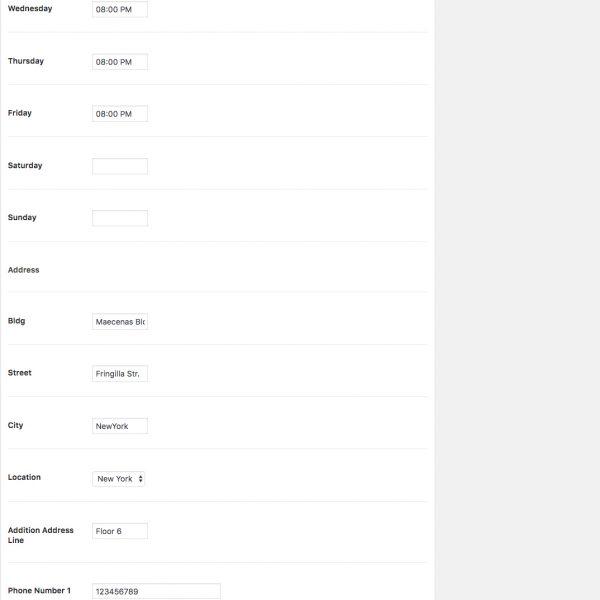 Wednesday 08:00 PM
Thursday 08:00 PM
Friday 08:00 PM
Saturday
Sunday
Address
Bldg Maecenas
Street Fringilla Str.
City NewYork
Location New York
Addition Address Floor 6
Line
Phone Number 1 123456789